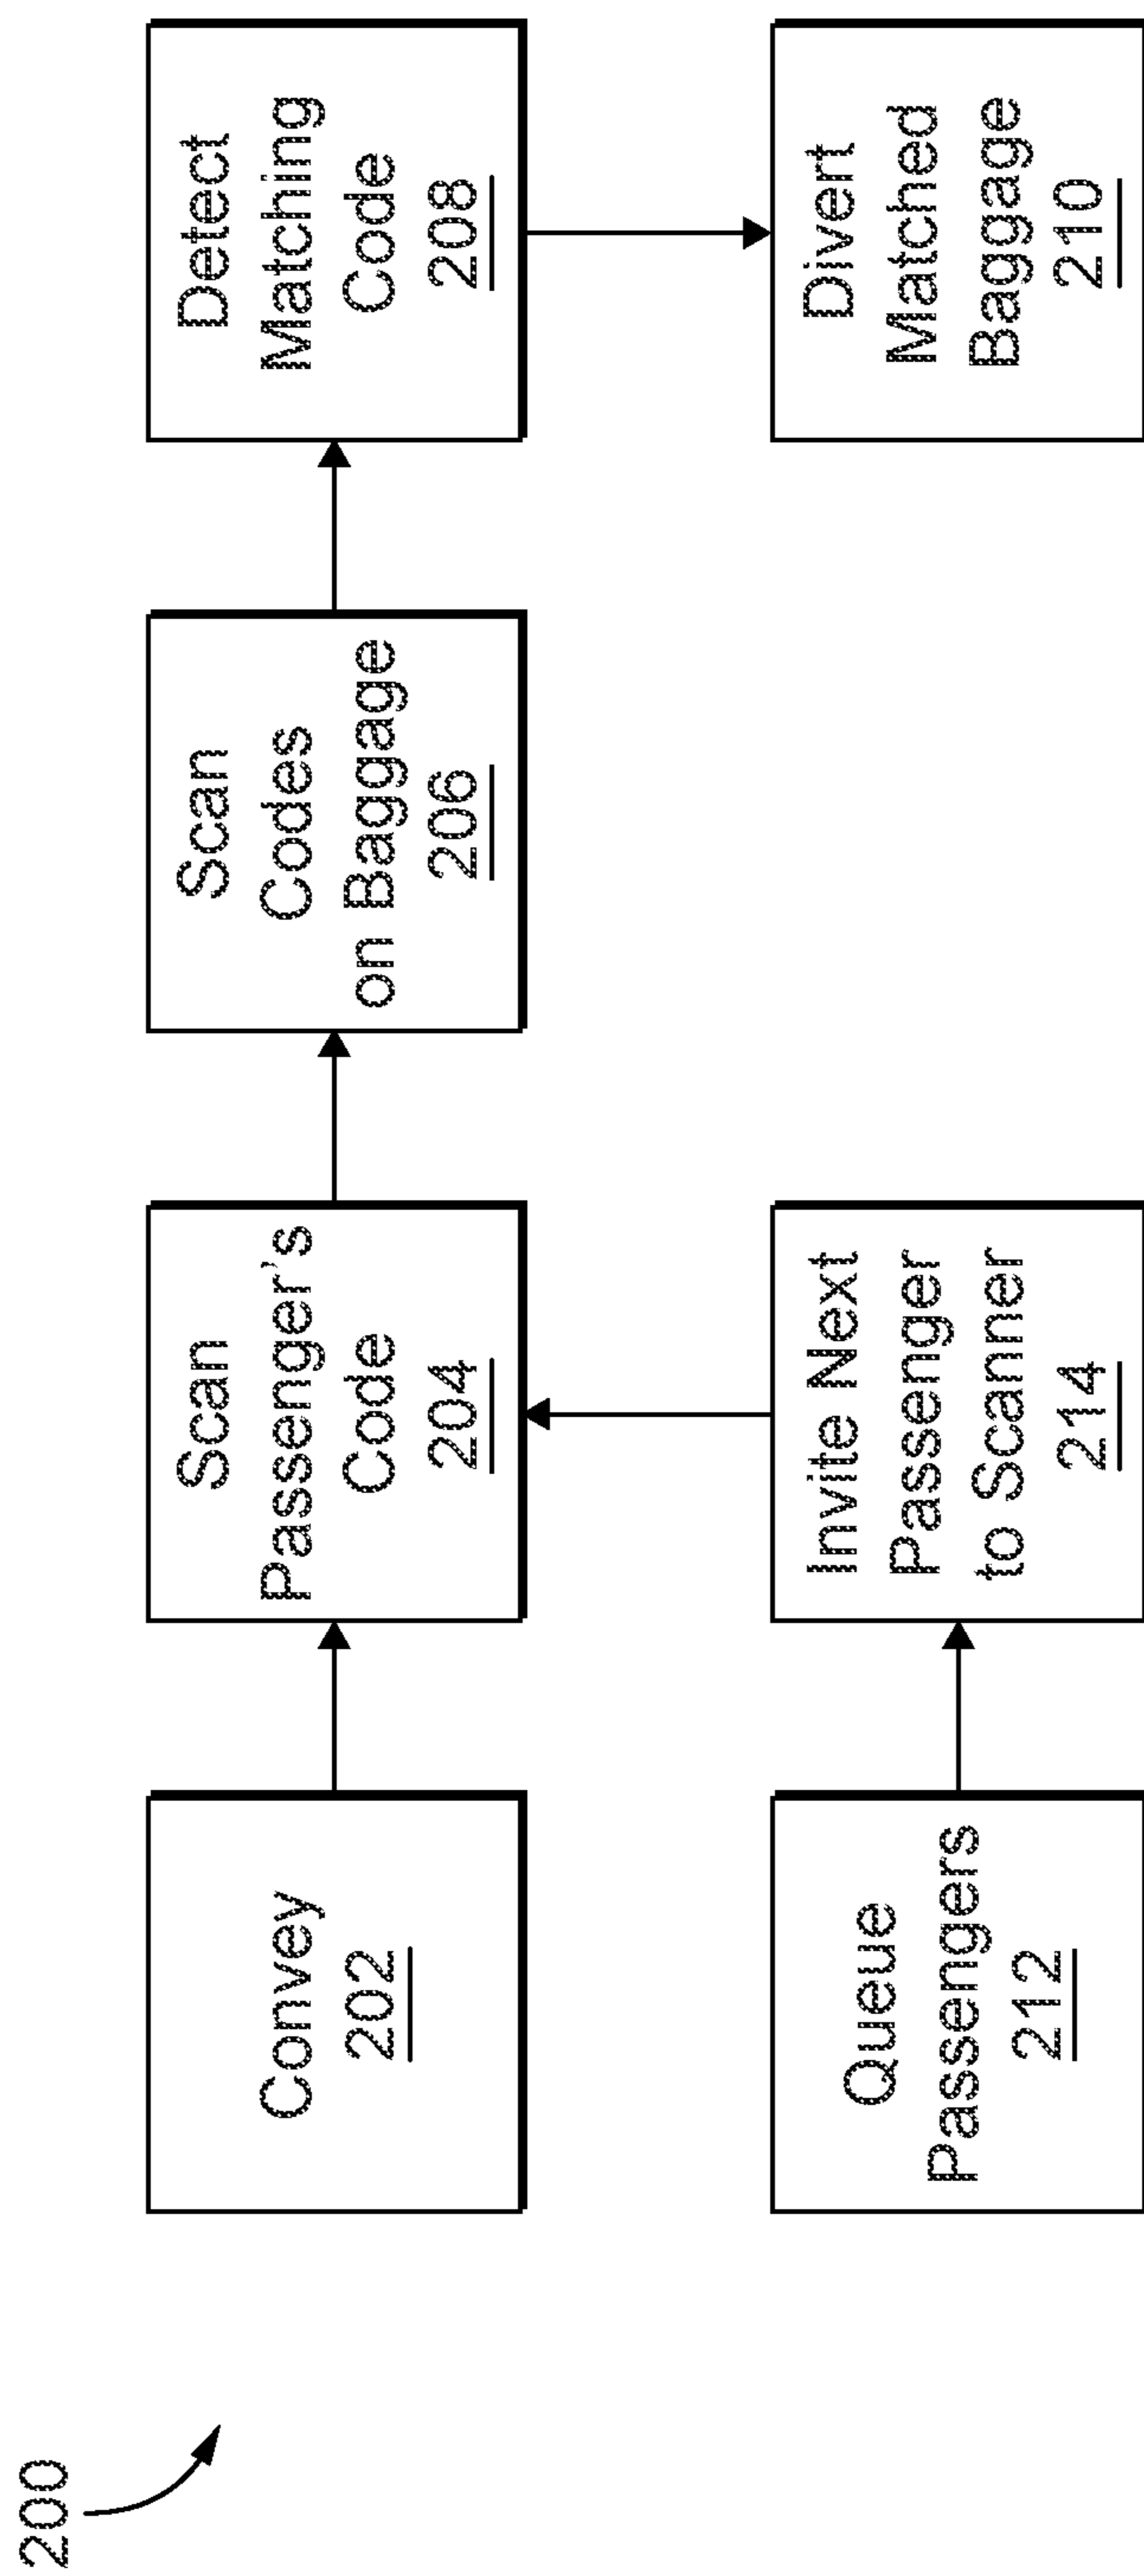 200
Convey
202
Scan
Passenger's
Code
204
Scan
Codes
on Baggage
206
Detect
Matching
Code
208
Queue
Passengers
212
Invite Next
Passenger
to Scanner
214
Divert
Matched
Baggage
210